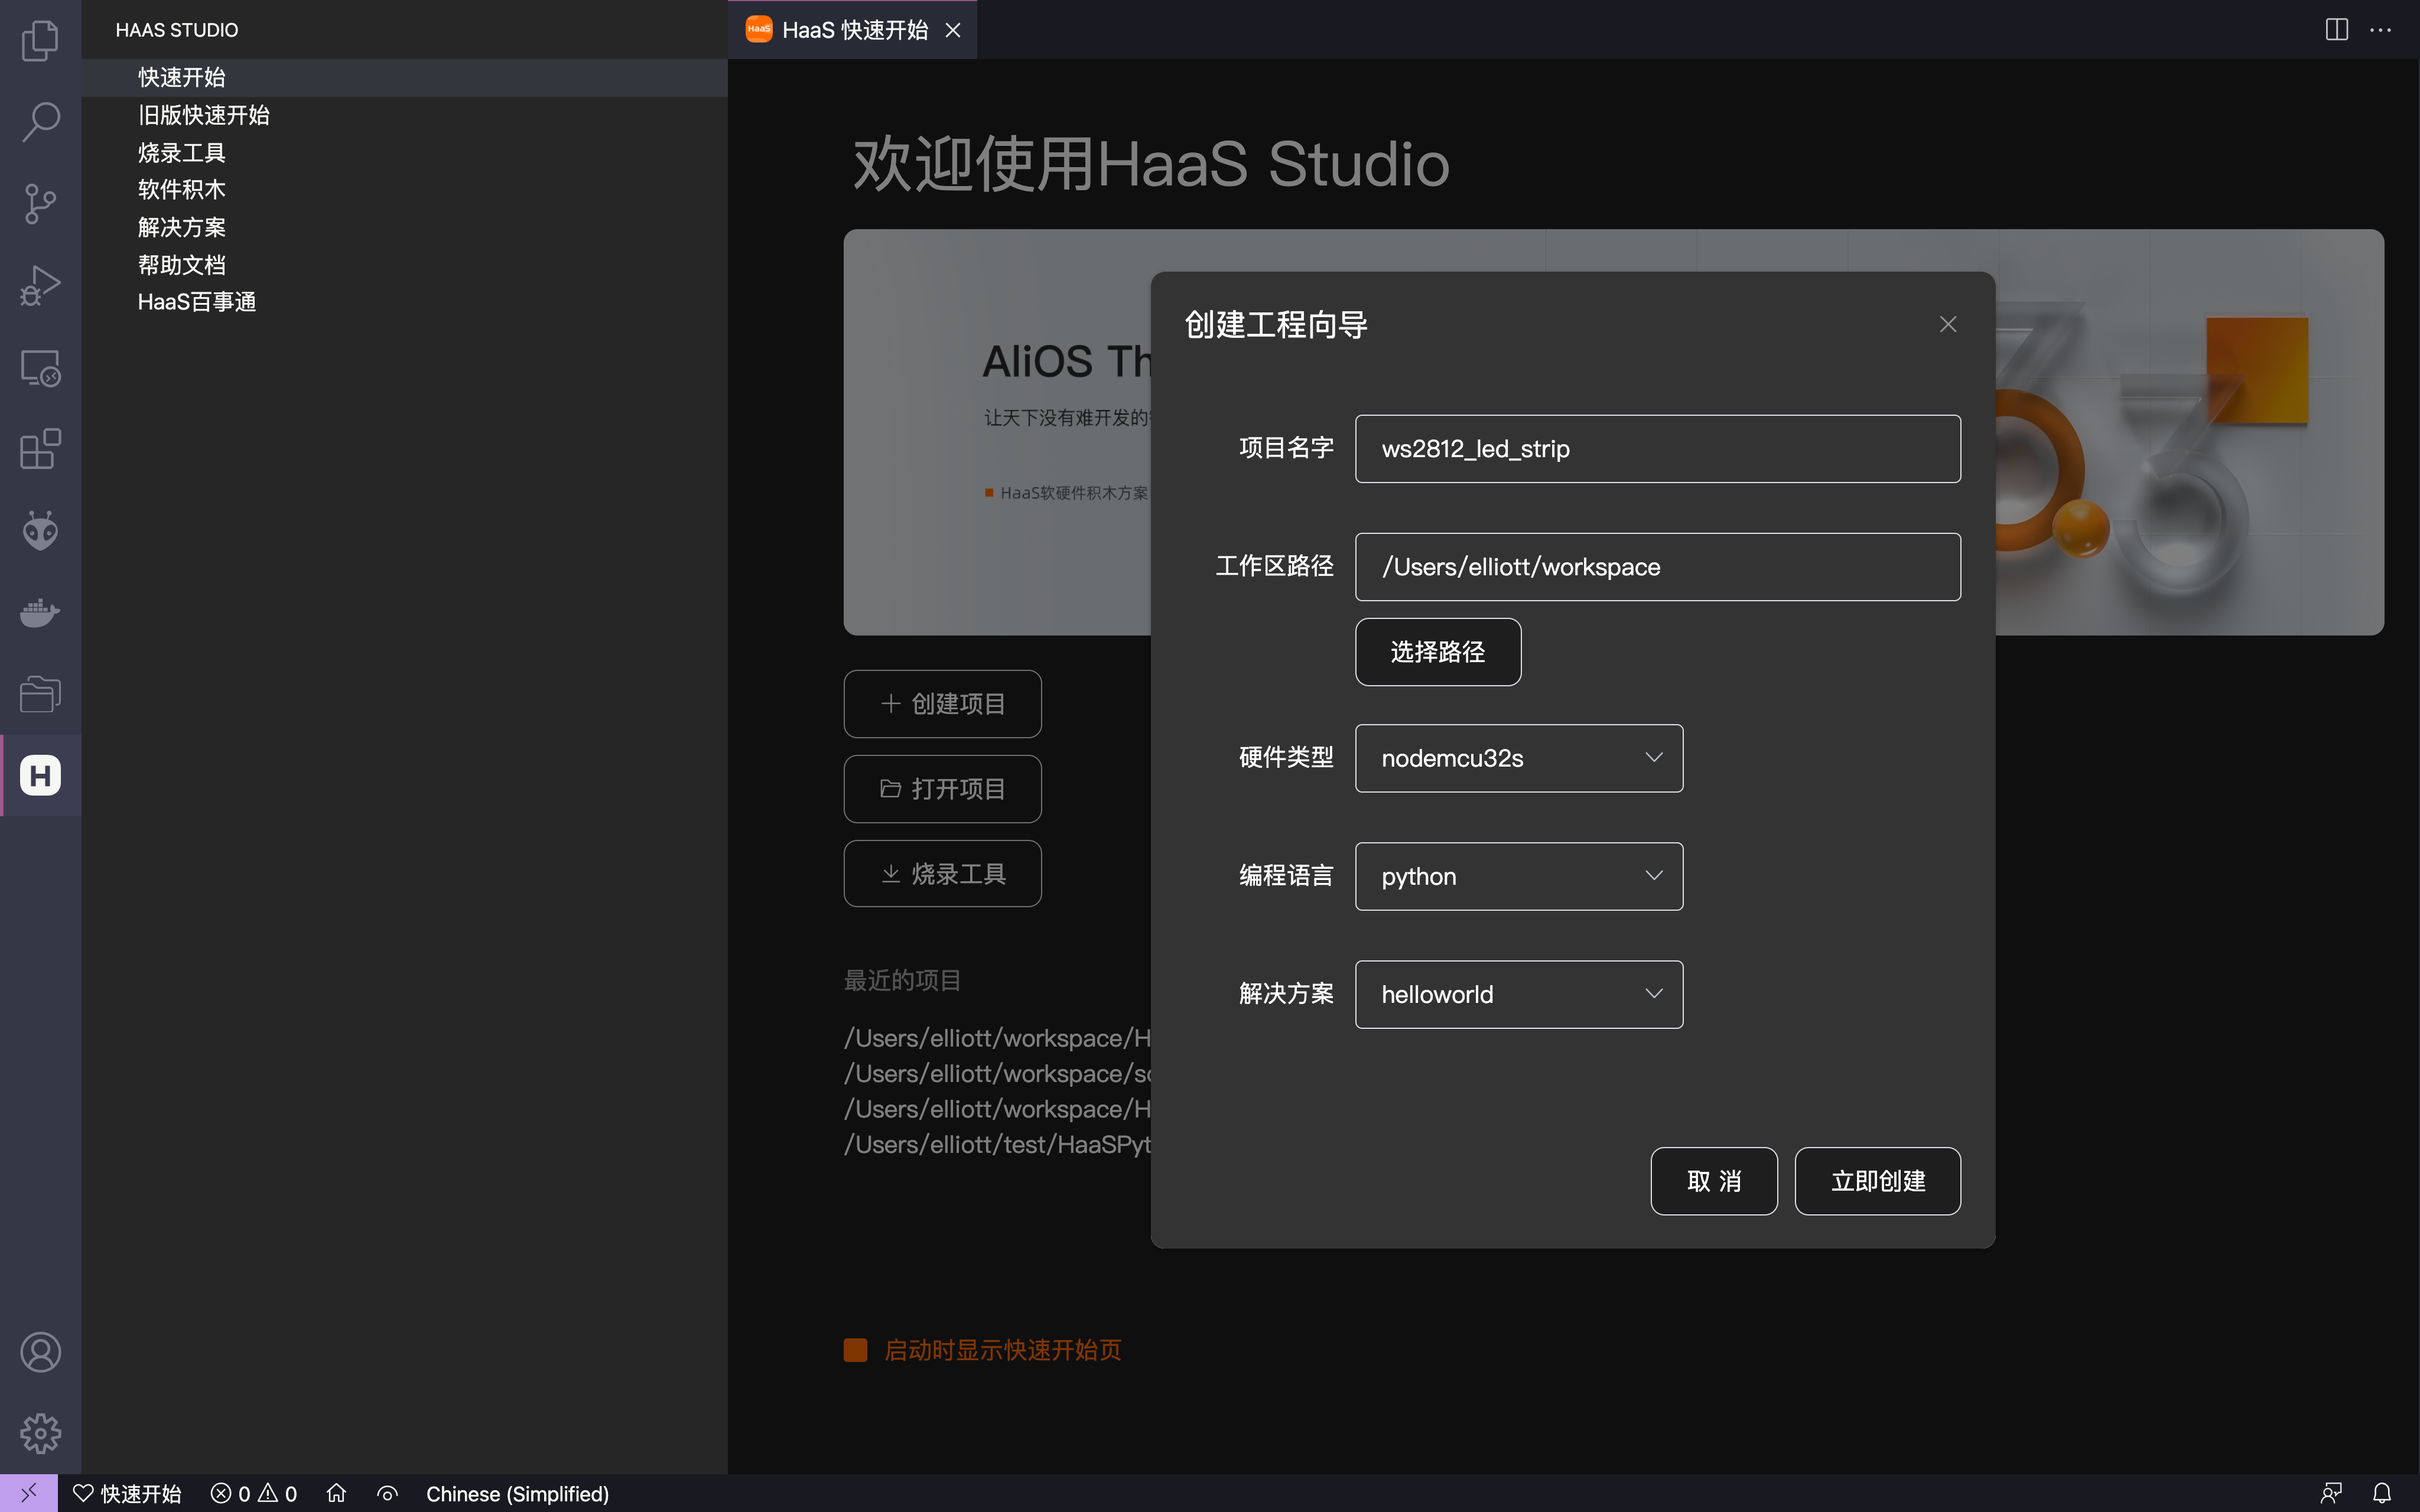 HAAS STUDIO
快速开始
旧版快速开始
烧录工具
软件积木
解决方案
帮助文档
HaaS百事通
HaaS
HaaS 快速开始
欢迎使用HaaS Studio
AliOS Th
让天下没有难开发的
HaaS软硬件积木方案
创建项目
打开项目
烧录工具
最近的项目
/Users/elliott/workspace/H
/Users/elliott/workspace/so
/Users/elliott/workspace/H
/Users/elliott/test/HaaSPyt
启动时显示快速开始页
创建工程向导
项目名字 ws2812_led_strip
工作区路径 /Users/elliott/workspace
选择路径
硬件类型 nodemcu32s
编程语言 python
解决方案 helloworld
取 消 立即创建
H
快速开始 0 0 Chinese (Simplified)